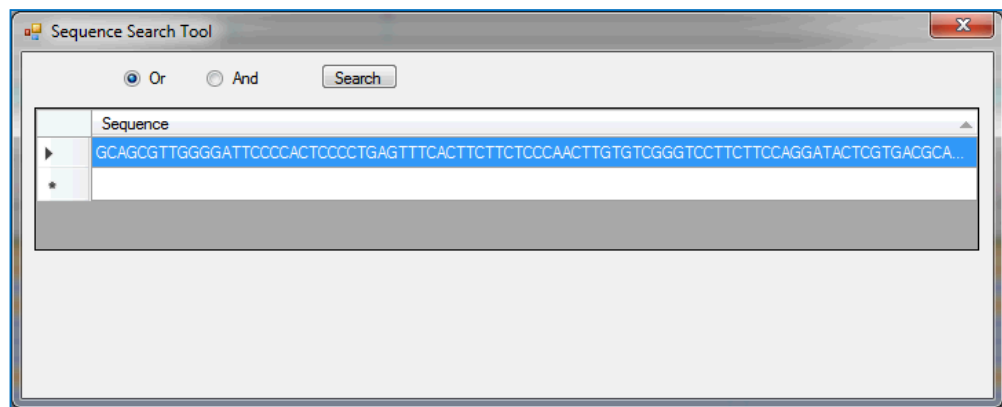 Sequence Search Tool
Or And Search
Sequence
GCAGCGTTGGGGATTCCCCACTCCCCTGAGTTTCACTTCTTCTCCCAACTTGTGTCGGGTCCTTCTTCCAGGATACTCGTGACGCA...
*